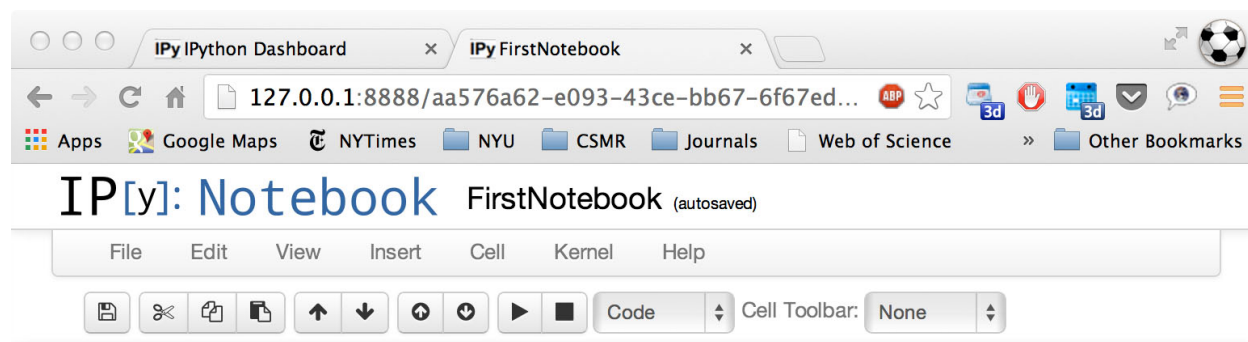 IPy IPython Dashboard × IPy FirstNotebook ×
127.0.0.1:8888/aa576a62-e093-43ce-bb67-6f67ed... ABP 3d 3d
Apps Google Maps NYTimes NYU CSMR Journals Web of Science » Other Bookmarks
IP[y]: Notebook FirstNotebook (autosaved)
File Edit View Insert Cell Kernel Help
Code Cell Toolbar: None